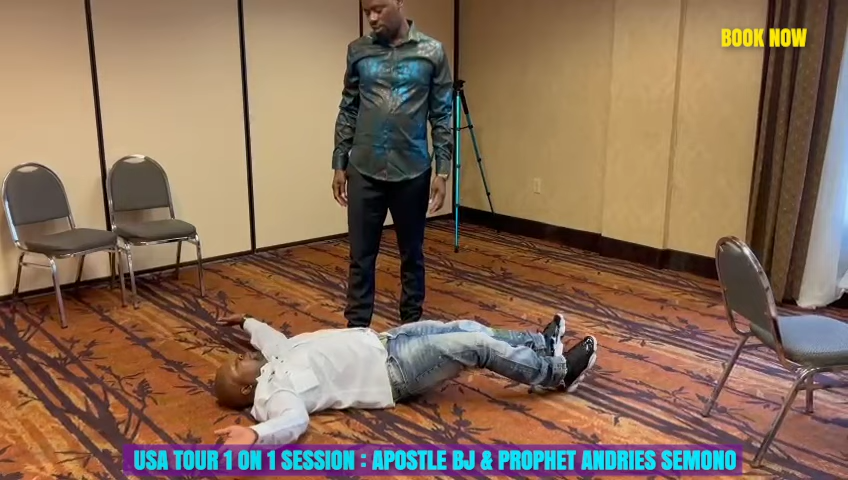 BOOK NOW
USA TOUR 1 ON 1 SESSION : APOSTLE BJ & PROPHET ANDRIES SEMONO